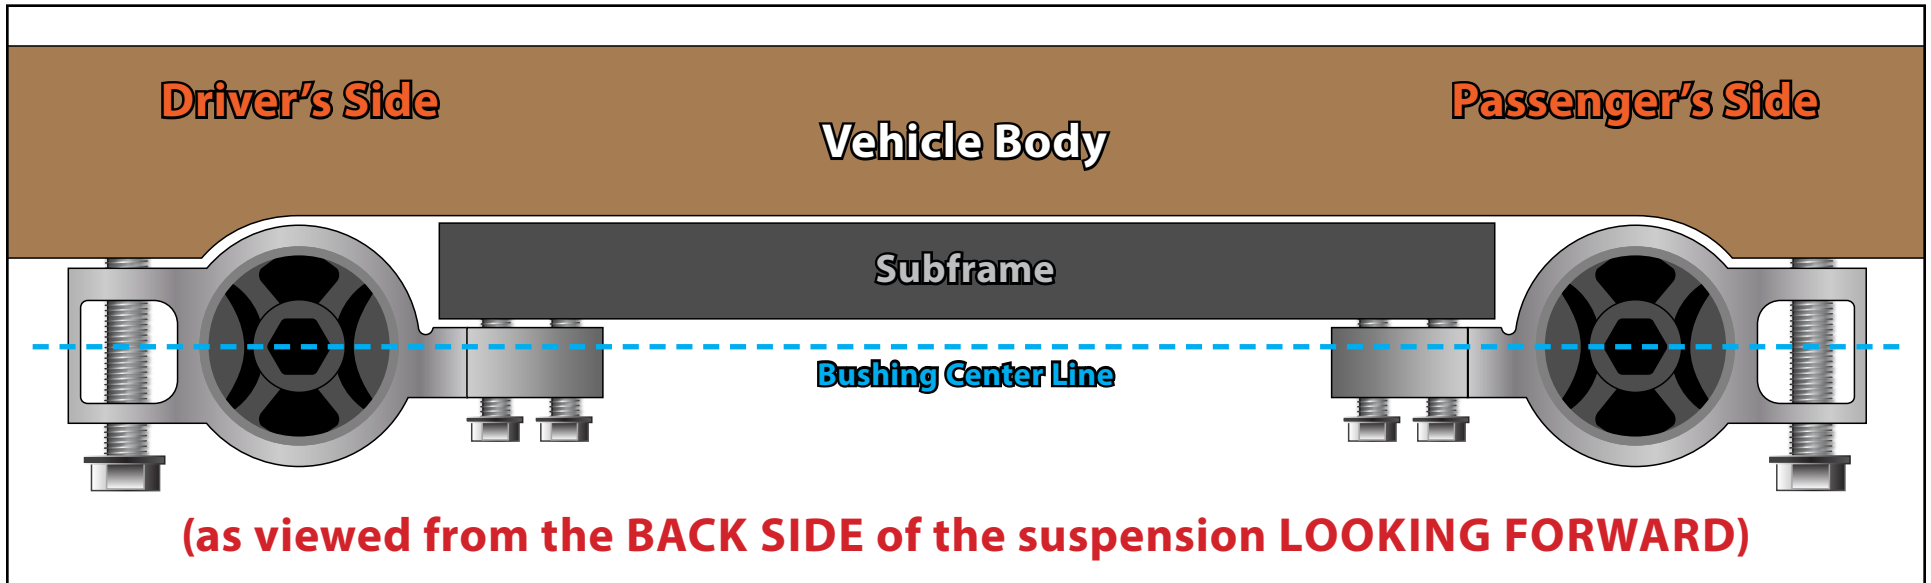 Driver’s Side
Passenger’s Side
Vehicle Body
Subframe
Bushing Center Line
(as viewed from the BACK SIDE of the suspension LOOKING FORWARD)